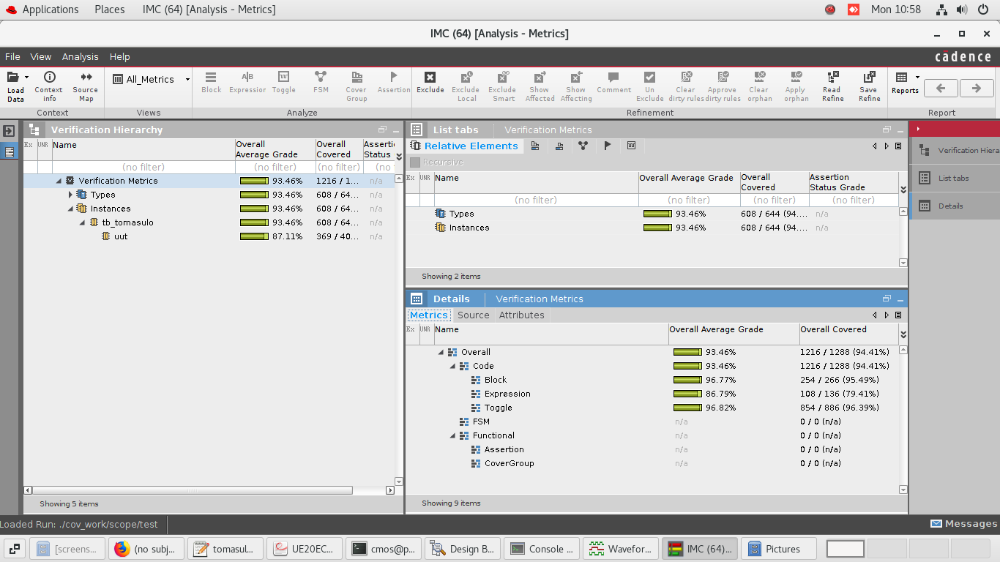 Applications Places IMC (64) [Analysis - Metrics] Mon 10:58
IMC (64) [Analysis - Metrics]
File View Analysis Help cādence
Load Data Context info Source Map
Context
All_Metrics
Views
Block Expression Toggle FSM Cover Group Assertion
Analyze
Exclude Exclude Local Exclude Smart Show Affected Show Affecting Comment Un Exclude Clear dirty rules Approve dirty rules Clear orphan Apply orphan Read Refine Save Refine
Refinement
Reports
Report
Verification Hierarchy
Ex UNR Name Overall Average Grade Overall Covered Asserti Status
(no filter) (no filter) (no filter) (no
Verification Metrics 93.46% 1216 / 1... n/a
Types 93.46% 608 / 64... n/a
Instances 93.46% 608 / 64... n/a
tb_tomasulo 93.46% 608 / 64... n/a
uut 87.11% 369 / 40... n/a
Showing 5 items
List tabs Verification Metrics
Relative Elements
Recursive
Ex UNR Name Overall Average Grade Overall Covered Assertion Status Grade
(no filter) (no filter) (no filter) (no filter)
Types 93.46% 608 / 644 (94.... n/a
Instances 93.46% 608 / 644 (94.... n/a
Showing 2 items
Details Verification Metrics
Metrics Source Attributes
Ex UNR Name Overall Average Grade Overall Covered
Overall 93.46% 1216 / 1288 (94.41%)
Code 93.46% 1216 / 1288 (94.41%)
Block 96.77% 254 / 266 (95.49%)
Expression 86.79% 108 / 136 (79.41%)
Toggle 96.82% 854 / 886 (96.39%)
FSM n/a 0 / 0 (n/a)
Functional n/a 0 / 0 (n/a)
Assertion n/a 0 / 0 (n/a)
CoverGroup n/a 0 / 0 (n/a)
Showing 9 items
Verification Hiera
List tabs
Details
Loaded Run: ./cov_work/scope/test Messages
[screens... (no subj... tomasul... UE20EC... cmos@p... Design B... Console ... Wavefor... IMC (64)... Pictures